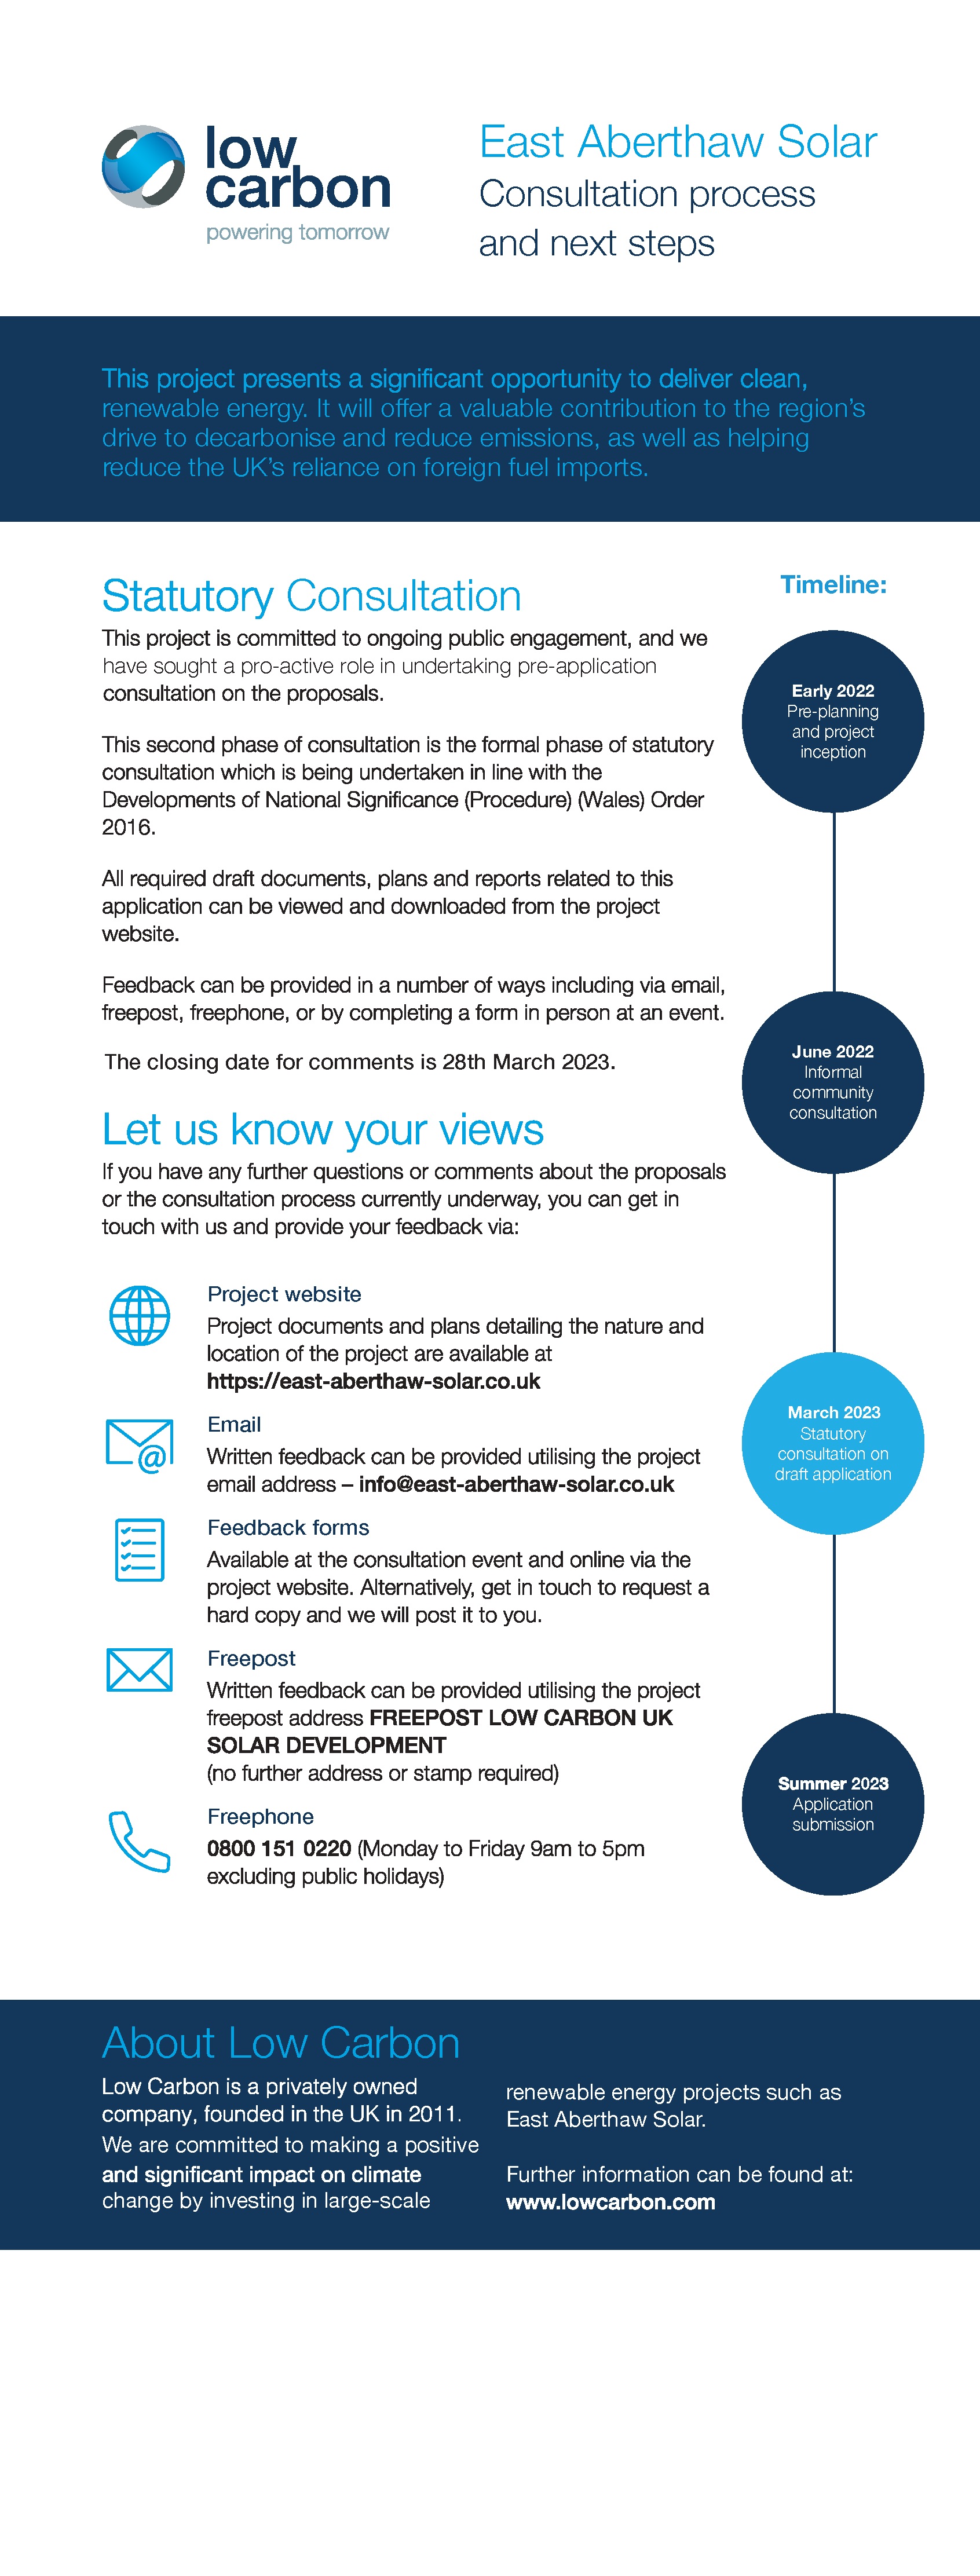 low
carbon
powering tomorrow
East Aberthaw Solar
Consultation process
and next steps
This project presents a significant opportunity to deliver clean,
renewable energy. It will offer a valuable contribution to the region’s
drive to decarbonise and reduce emissions, as well as helping
reduce the UK’s reliance on foreign fuel imports.
Statutory Consultation
This project is committed to ongoing public engagement, and we
have sought a pro-active role in undertaking pre-application
consultation on the proposals.
This second phase of consultation is the formal phase of statutory
consultation which is being undertaken in line with the
Developments of National Significance (Procedure) (Wales) Order
2016.
All required draft documents, plans and reports related to this
application can be viewed and downloaded from the project
website.
Feedback can be provided in a number of ways including via email,
freepost, freephone, or by completing a form in person at an event.
The closing date for comments is 28th March 2023.
Let us know your views
If you have any further questions or comments about the proposals
or the consultation process currently underway, you can get in
touch with us and provide your feedback via:
Project website
Project documents and plans detailing the nature and
location of the project are available at
https://east-aberthaw-solar.co.uk
Email
Written feedback can be provided utilising the project
email address – info@east-aberthaw-solar.co.uk
Feedback forms
Available at the consultation event and online via the
project website. Alternatively, get in touch to request a
hard copy and we will post it to you.
Freepost
Written feedback can be provided utilising the project
freepost address FREEPOST LOW CARBON UK
SOLAR DEVELOPMENT
(no further address or stamp required)
Freephone
0800 151 0220 (Monday to Friday 9am to 5pm
excluding public holidays)
Timeline:
Early 2022
Pre-planning
and project
inception
June 2022
Informal
community
consultation
March 2023
Statutory
consultation on
draft application
Summer 2023
Application
submission
About Low Carbon
Low Carbon is a privately owned
company, founded in the UK in 2011.
We are committed to making a positive
and significant impact on climate
change by investing in large-scale
renewable energy projects such as
East Aberthaw Solar.
Further information can be found at:
www.lowcarbon.com